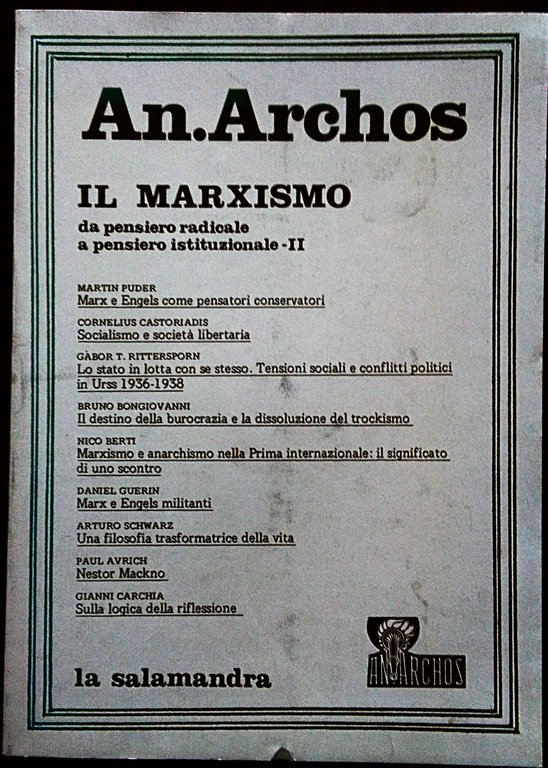 An.Archos
IL MARXISMO
da pensiero radicale
a pensiero istituzionale - II
MARTIN PUDER
Marx e Engels come pensatori conservatori
CORNELIUS CASTORIADIS
Socialismo e società libertaria
GÀBOR T. RITTERSPORN
Lo stato in lotta con se stesso. Tensioni sociali e conflitti politici
in Urss 1936-1938
BRUNO BONGIOVANNI
Il destino della burocrazia e la dissoluzione del trockismo
NICO BERTI
Marxismo e anarchismo nella Prima internazionale: il significato
di uno scontro
DANIEL GUERIN
Marx e Engels militanti
ARTURO SCHWARZ
Una filosofia trasformatrice della vita
PAUL AVRICH
Nestor Mackno
GIANNI CARCHIA
Sulla logica della riflessione
la salamandra
ANARCHOS